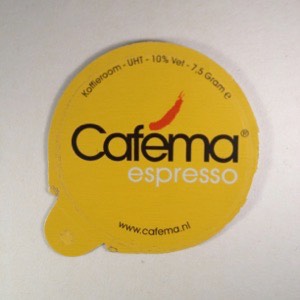 Koffieroom - UHT - 10% Vet - 7,5 Gram ℮
Caféma®
espresso
www.cafema.nl